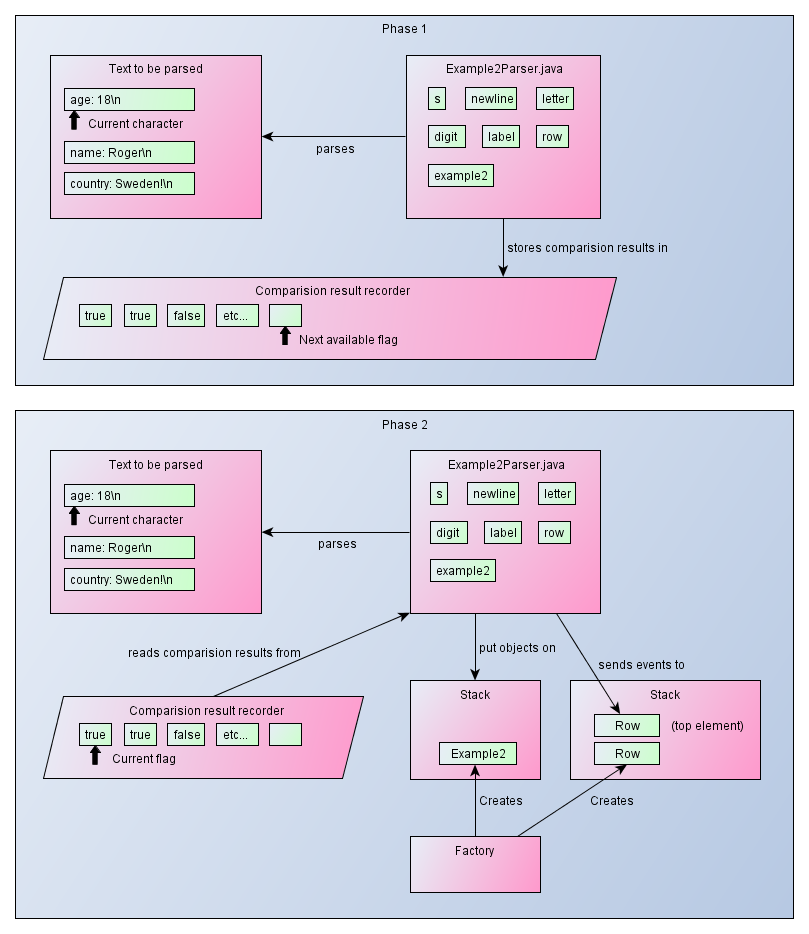 Phase 1
Text to be parsed
age: 18\n
Current character
name: Roger\n
country: Sweden!\n
parses
Example2Parser.java
s newline letter
digit label row
example2
stores comparision results in
Comparision result recorder
true true false etc...
Next available flag
Phase 2
Text to be parsed
age: 18\n
Current character
name: Roger\n
country: Sweden!\n
parses
Example2Parser.java
s newline letter
digit label row
example2
reads comparision results from
put objects on
sends events to
Comparision result recorder
true true false etc...
Current flag
Stack
Example2
Stack
Row (top element)
Row
Creates
Creates
Factory